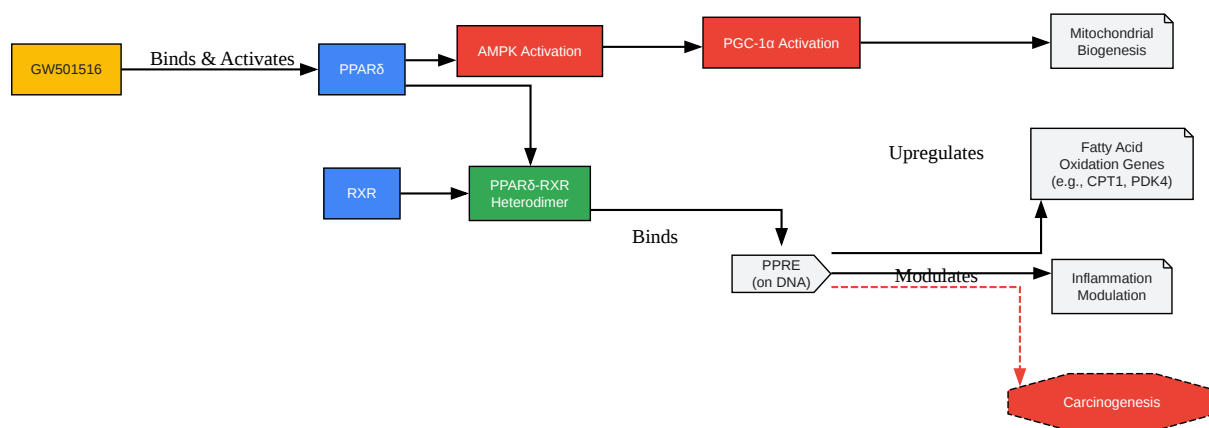 GW501516
Binds & Activates
PPARδ
AMPK Activation
PGC-1α Activation
Mitochondrial
Biogenesis
RXR
PPARδ-RXR
Heterodimer
Binds
PPRE
(on DNA)
Upregulates
Fatty Acid
Oxidation Genes
(e.g., CPT1, PDK4)
Modulates
Inflammation
Modulation
Carcinogenesis